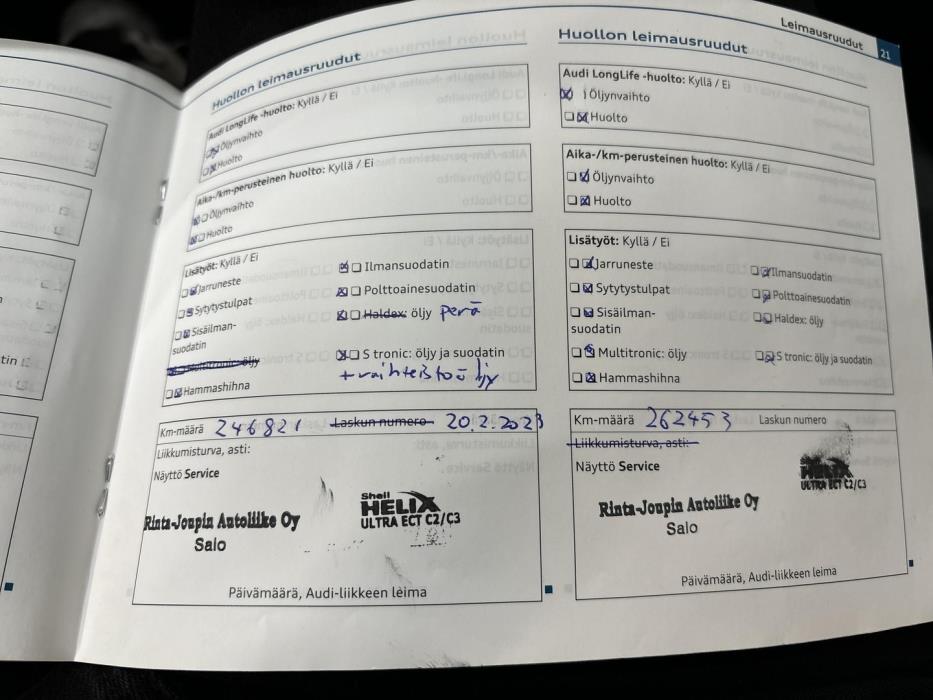 Leimausruudut 21
Huollon leimausruudut
Audi LongLife -huolto: Kyllä / Ei
Öljynvaihto
Huolto
Aika-/km-perusteinen huolto: Kyllä / Ei
Öljynvaihto
Huolto
Lisätyöt: Kyllä / Ei
Jarruneste
Sytytystulpat
Sisäilman-
suodatin
Multitronic: öljy
Hammashihna
Ilmansuodatin
Polttoainesuodatin
Haldex: öljy perä
S tronic: öljy ja suodatin
+vaihteisto öljy
Km-määrä 246821 Laskun numero 20.2.2023
Liikkumisturva, asti:
Näyttö Service
Rinta-Joupin Autoliike Oy
Salo
Shell
HELIX
ULTRA ECT C2/C3
Päivämäärä, Audi-liikkeen leima
Huollon leimausruudut
Audi LongLife -huolto: Kyllä / Ei
Öljynvaihto
Huolto
Aika-/km-perusteinen huolto: Kyllä / Ei
Öljynvaihto
Huolto
Lisätyöt: Kyllä / Ei
Jarruneste
Sytytystulpat
Sisäilman-
suodatin
Multitronic: öljy
Hammashihna
Ilmansuodatin
Polttoainesuodatin
Haldex: öljy
S tronic: öljy ja suodatin
Km-määrä 262453 Laskun numero
Liikkumisturva, asti:
Näyttö Service
Rinta-Joupin Autoliike Oy
Salo
HELIX
ULTRA ECT C2/C3
Päivämäärä, Audi-liikkeen leima